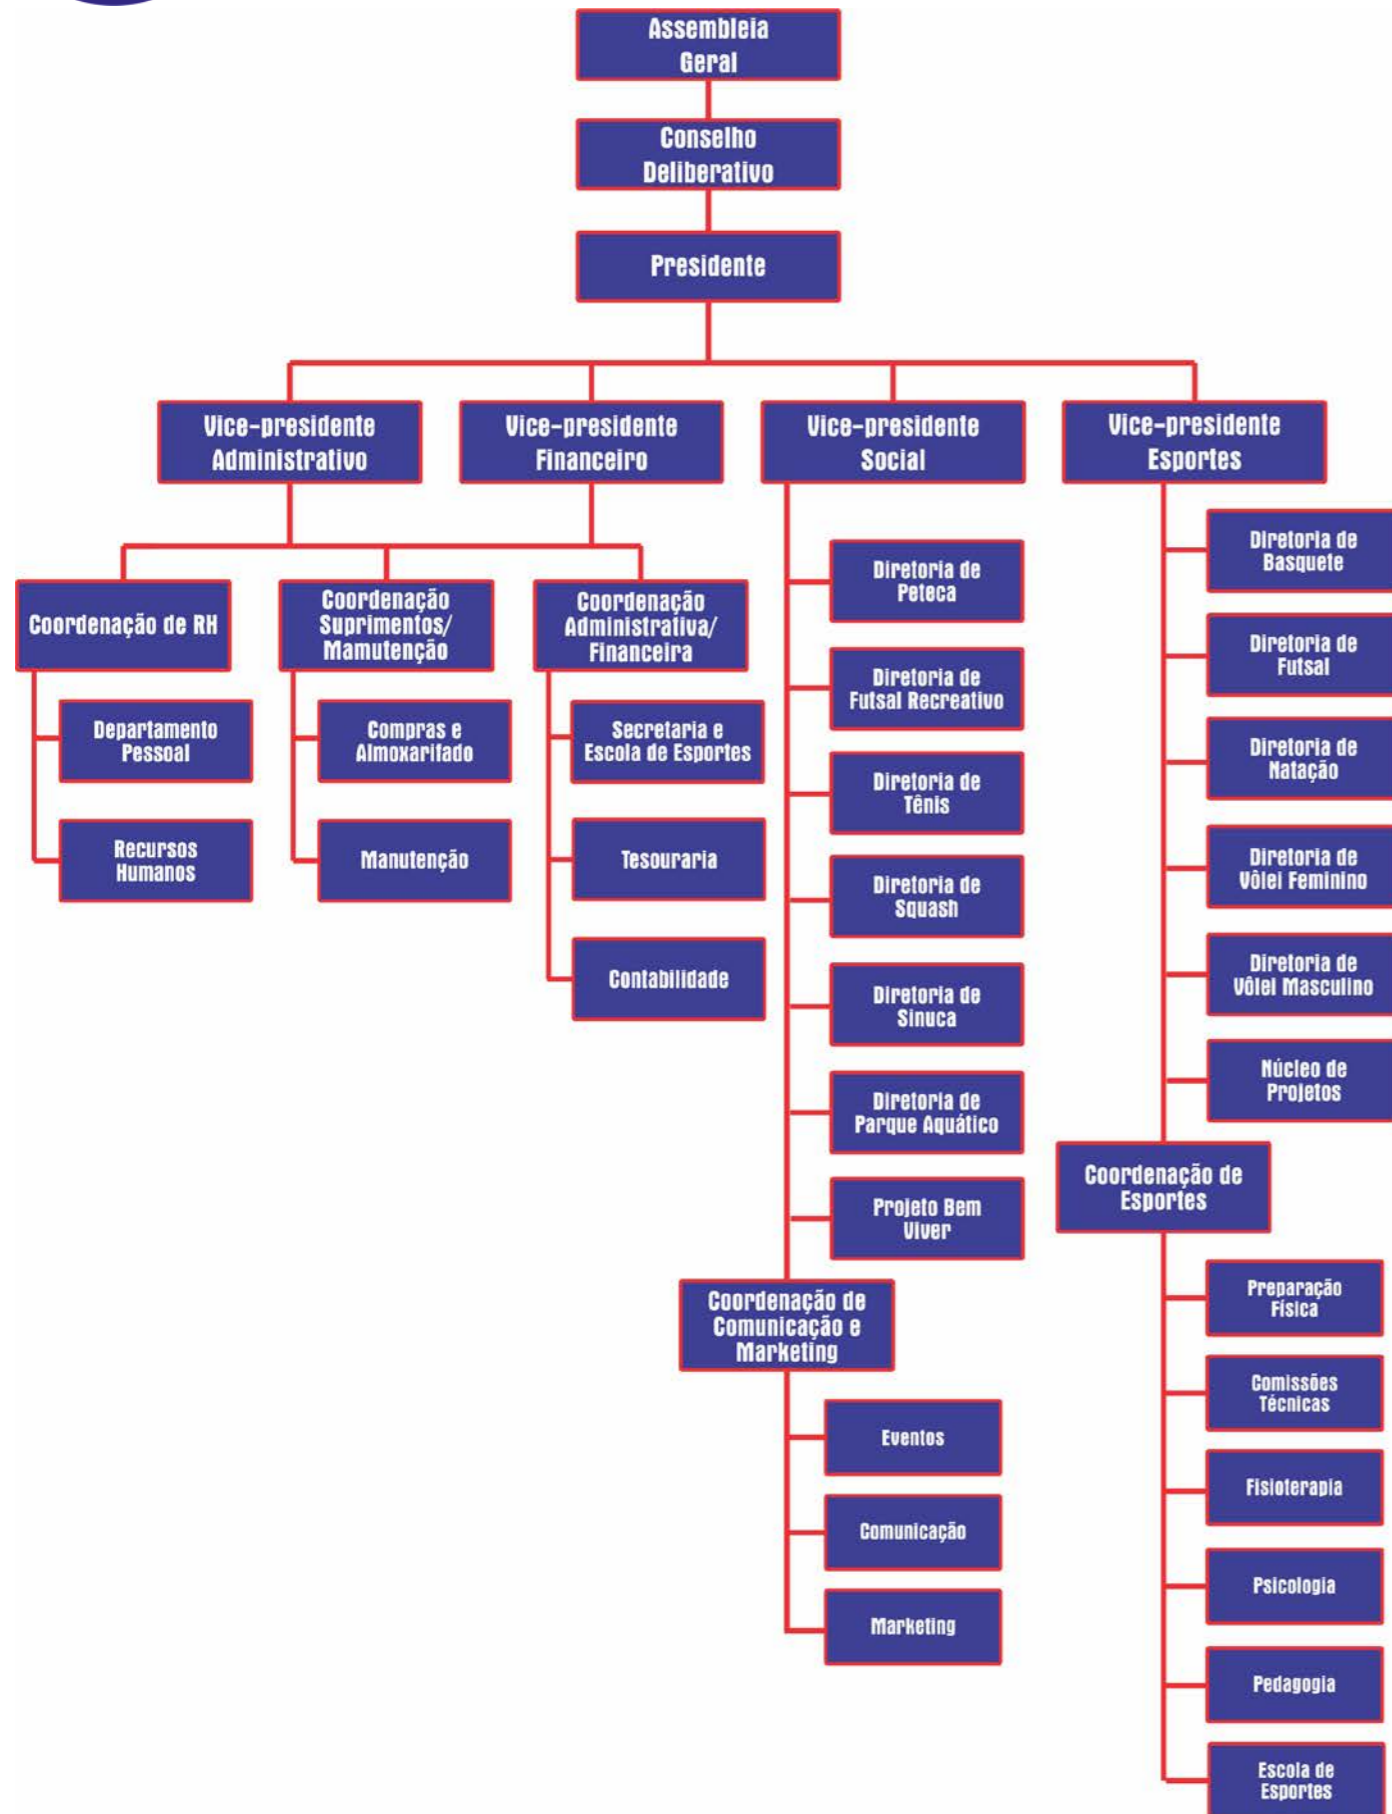 Assembleia
Geral
Conselho
Deliberativo
Presidente
Vice-presidente
Administrativo
Vice-presidente
Financeiro
Vice-presidente
Social
Vice-presidente
Esportes
Coordenação de RH
Departamento
Pessoal
Recursos
Humanos
Coordenação
Suprimentos/
Mamutenção
Compras e
Almoxarifado
Manutenção
Coordenação
Administrativa/
Financeira
Secretaria e
Escola de Esportes
Tesouraria
Contabilidade
Diretoria de
Peteca
Diretoria de
Futsal Recreativo
Diretoria de
Tênis
Diretoria de
Squash
Diretoria de
Sinuca
Diretoria de
Parque Aquático
Projeto Bem
Viver
Coordenação de
Comunicação e
Marketing
Eventos
Comunicação
Marketing
Diretoria de
Basquete
Diretoria de
Futsal
Diretoria de
Natação
Diretoria de
Vôlei Feminino
Diretoria de
Vôlei Masculino
Núcleo de
Projetos
Coordenação de
Esportes
Preparação
Física
Comissões
Técnicas
Fisioterapia
Psicologia
Pedagogia
Escola de
Esportes